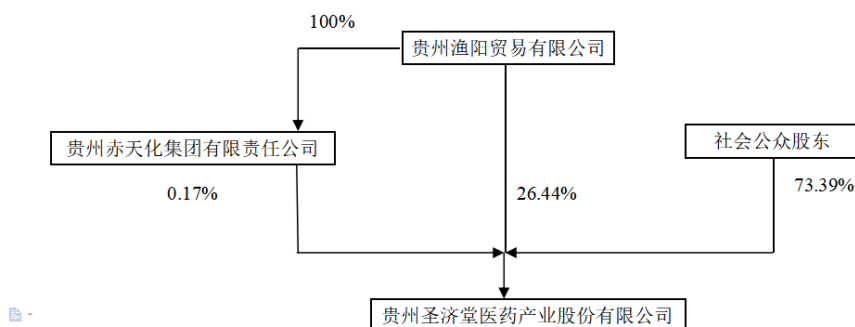 100%
贵州渔阳贸易有限公司
贵州赤天化集团有限责任公司
社会公众股东
0.17%
26.44%
73.39%
贵州圣济堂医药产业股份有限公司